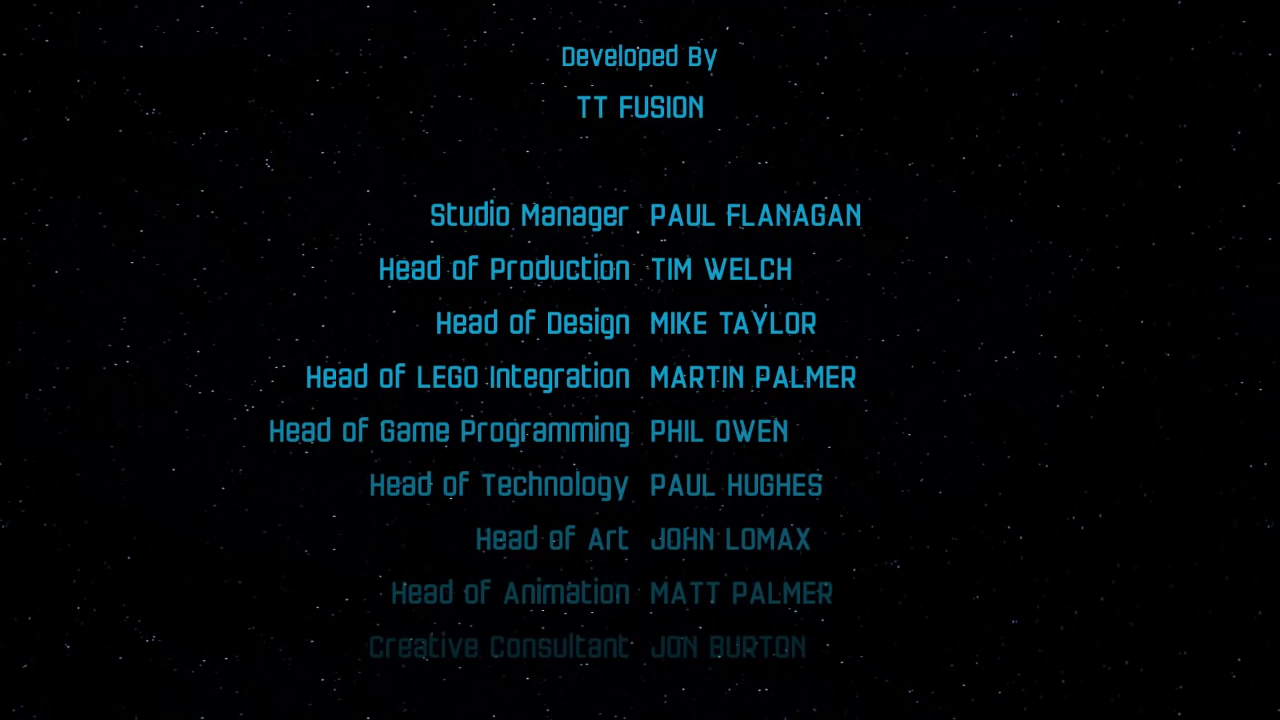 Developed By
TT FUSION
Studio Manager PAUL FLANAGAN
Head of Production TIM WELCH
Head of Design MIKE TAYLOR
Head of LEGO Integration MARTIN PALMER
Head of Game Programming PHIL OWEN
Head of Technology PAUL HUGHES
Head of Art JOHN LOMAX
Head of Animation MATT PALMER
Creative Consultant JON BURTON